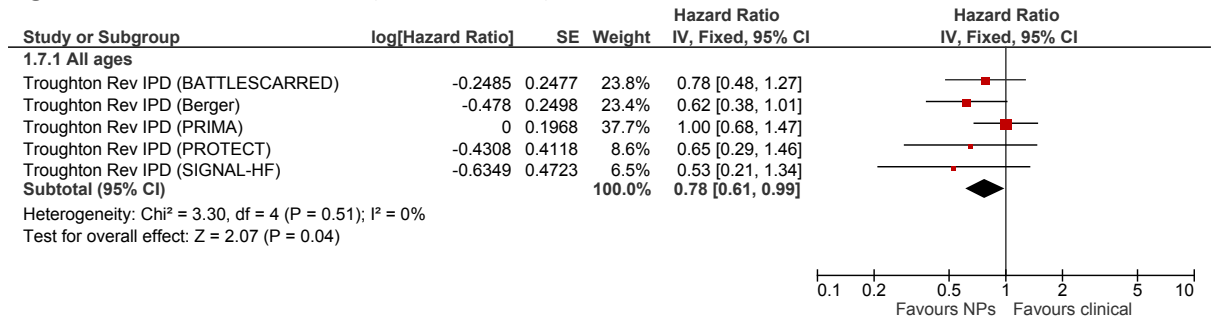 Hazard Ratio Hazard Ratio
Study or Subgroup log[Hazard Ratio] SE Weight IV, Fixed, 95% CI IV, Fixed, 95% CI
1.7.1 All ages
Troughton Rev IPD (BATTLESCARRED) -0.2485 0.2477 23.8% 0.78 [0.48, 1.27]
Troughton Rev IPD (Berger) -0.478 0.2498 23.4% 0.62 [0.38, 1.01]
Troughton Rev IPD (PRIMA) 0 0.1968 37.7% 1.00 [0.68, 1.47]
Troughton Rev IPD (PROTECT) -0.4308 0.4118 8.6% 0.65 [0.29, 1.46]
Troughton Rev IPD (SIGNAL-HF) -0.6349 0.4723 6.5% 0.53 [0.21, 1.34]
Subtotal (95% CI) 100.0% 0.78 [0.61, 0.99]
Heterogeneity: Chi² = 3.30, df = 4 (P = 0.51); I² = 0%
Test for overall effect: Z = 2.07 (P = 0.04)
0.1 0.2 0.5 1 2 5 10
Favours NPs Favours clinical